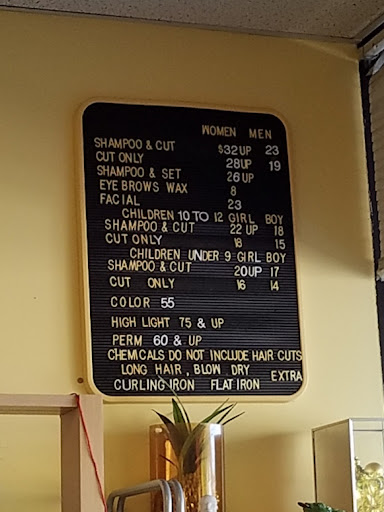 WOMEN MEN
SHAMPOO & CUT $32UP 23
CUT ONLY 28UP 19
SHAMPOO & SET 26UP
EYE BROWS WAX 8
FACIAL 23
CHILDREN 10 TO 12 GIRL BOY
SHAMPOO & CUT 22 UP 18
CUT ONLY 18 15
CHILDREN UNDER 9 GIRL BOY
SHAMPOO & CUT 20UP 17
CUT ONLY 16 14
COLOR 55
HIGH LIGHT 75 & UP
PERM 60 & UP
CHEMICALS DO NOT INCLUDE HAIR CUTS
LONG HAIR, BLOW DRY EXTRA
CURLING IRON FLAT IRON